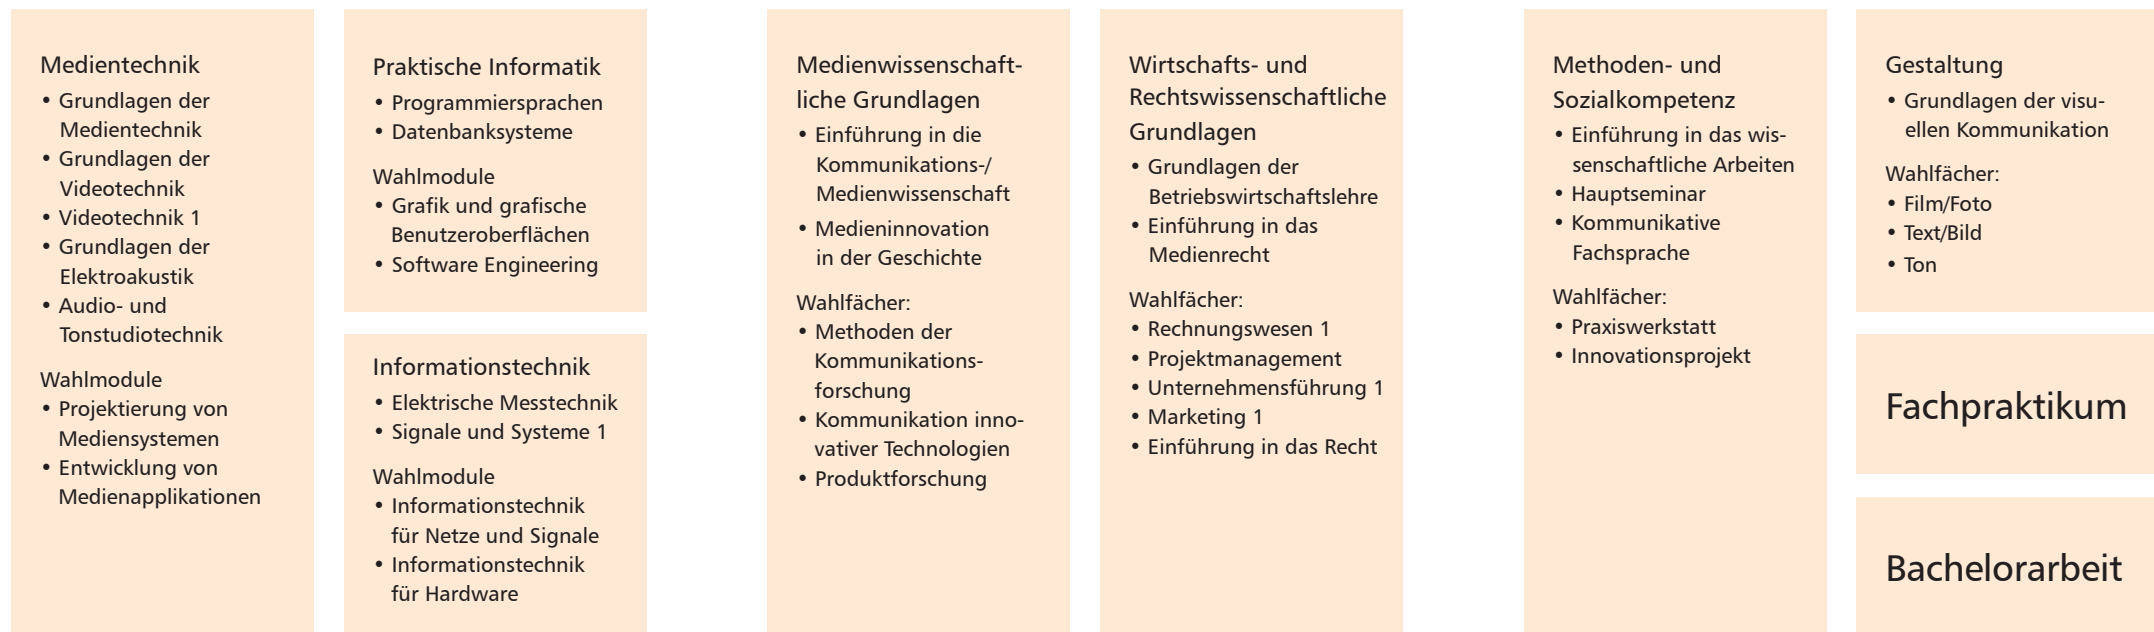 Medientechnik
• Grundlagen der
Medientechnik
• Grundlagen der
Videotechnik
• Videotechnik 1
• Grundlagen der
Elektroakustik
• Audio- und
Tonstudiotechnik
Wahlmodule
• Projektierung von
Mediensystemen
• Entwicklung von
Medienapplikationen
Praktische Informatik
• Programmiersprachen
• Datenbanksysteme
Wahlmodule
• Grafik und grafische
Benutzeroberflächen
• Software Engineering
Informationstechnik
• Elektrische Messtechnik
• Signale und Systeme 1
Wahlmodule
• Informationstechnik
für Netze und Signale
• Informationstechnik
für Hardware
Medienwissenschaft-
liche Grundlagen
• Einführung in die
Kommunikations-/
Medienwissenschaft
• Medieninnovation
in der Geschichte
Wahlfächer:
• Methoden der
Kommunikations-
forschung
• Kommunikation inno-
vativer Technologien
• Produktforschung
Wirtschafts- und
Rechtswissenschaftliche
Grundlagen
• Grundlagen der
Betriebswirtschaftslehre
• Einführung in das
Medienrecht
Wahlfächer:
• Rechnungswesen 1
• Projektmanagement
• Unternehmensführung 1
• Marketing 1
• Einführung in das Recht
Methoden- und
Sozialkompetenz
• Einführung in das wis-
senschaftliche Arbeiten
• Hauptseminar
• Kommunikative
Fachsprache
Wahlfächer:
• Praxiswerkstatt
• Innovationsprojekt
Gestaltung
• Grundlagen der visu-
ellen Kommunikation
Wahlfächer:
• Film/Foto
• Text/Bild
• Ton
Fachpraktikum
Bachelorarbeit